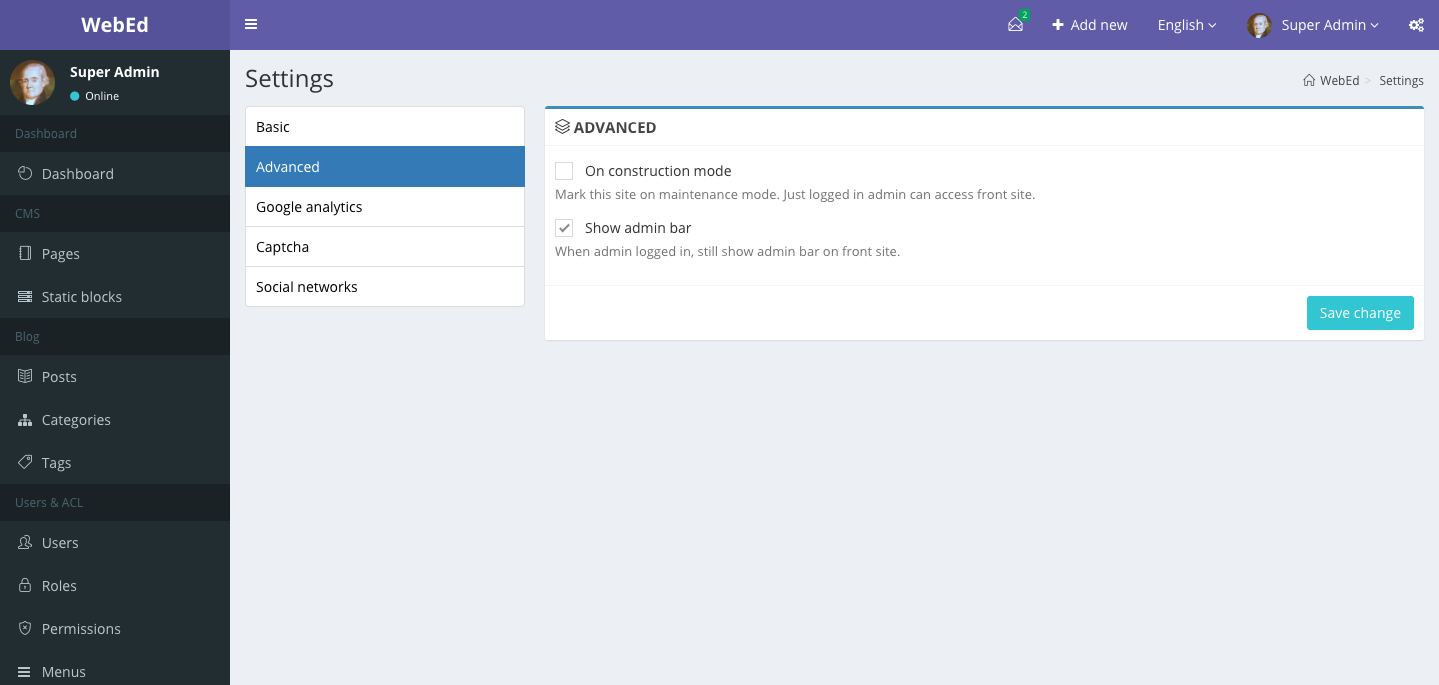 WebEd
2
Add new
English
Super Admin
Super Admin
Online
Dashboard
Dashboard
CMS
Pages
Static blocks
Blog
Posts
Categories
Tags
Users & ACL
Users
Roles
Permissions
Menus
Settings
WebEd > Settings
Basic
Advanced
Google analytics
Captcha
Social networks
ADVANCED
On construction mode
Mark this site on maintenance mode. Just logged in admin can access front site.
Show admin bar
When admin logged in, still show admin bar on front site.
Save change